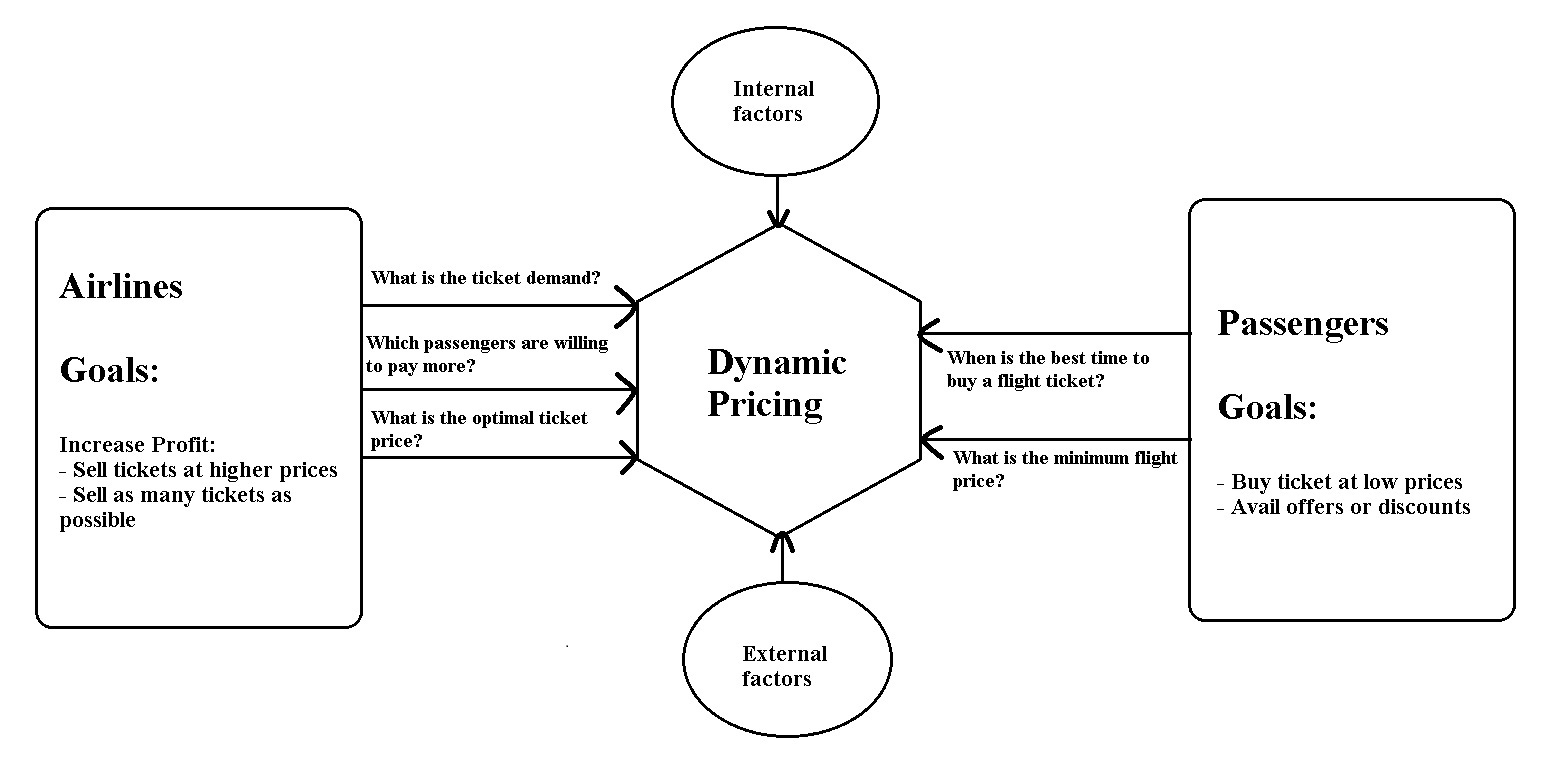 Internal
factors
Airlines
Goals:
Increase Profit:
- Sell tickets at higher prices
- Sell as many tickets as
possible
What is the ticket demand?
Which passengers are willing
to pay more?
What is the optimal ticket
price?
Dynamic
Pricing
When is the best time to
buy a flight ticket?
What is the minimum flight
price?
Passengers
Goals:
- Buy ticket at low prices
- Avail offers or discounts
External
factors